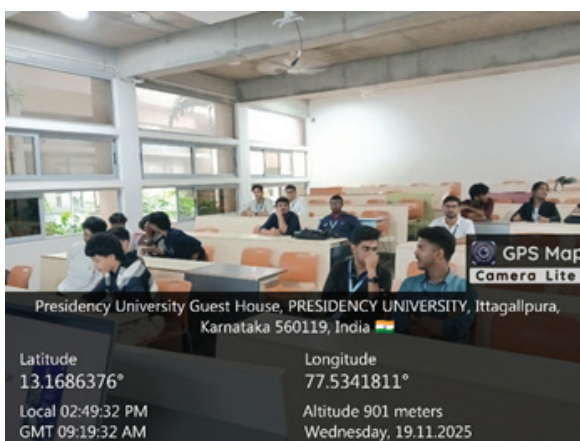 GPS Map
Camera Lite
Presidency University Guest House, PRESIDENCY UNIVERSITY, Ittagallpura,
Karnataka 560119, India 🇮🇳
Latitude
13.1686376°
Longitude
77.5341811°
Local 02:49:32 PM
GMT 09:19:32 AM
Altitude 901 meters
Wednesday, 19.11.2025